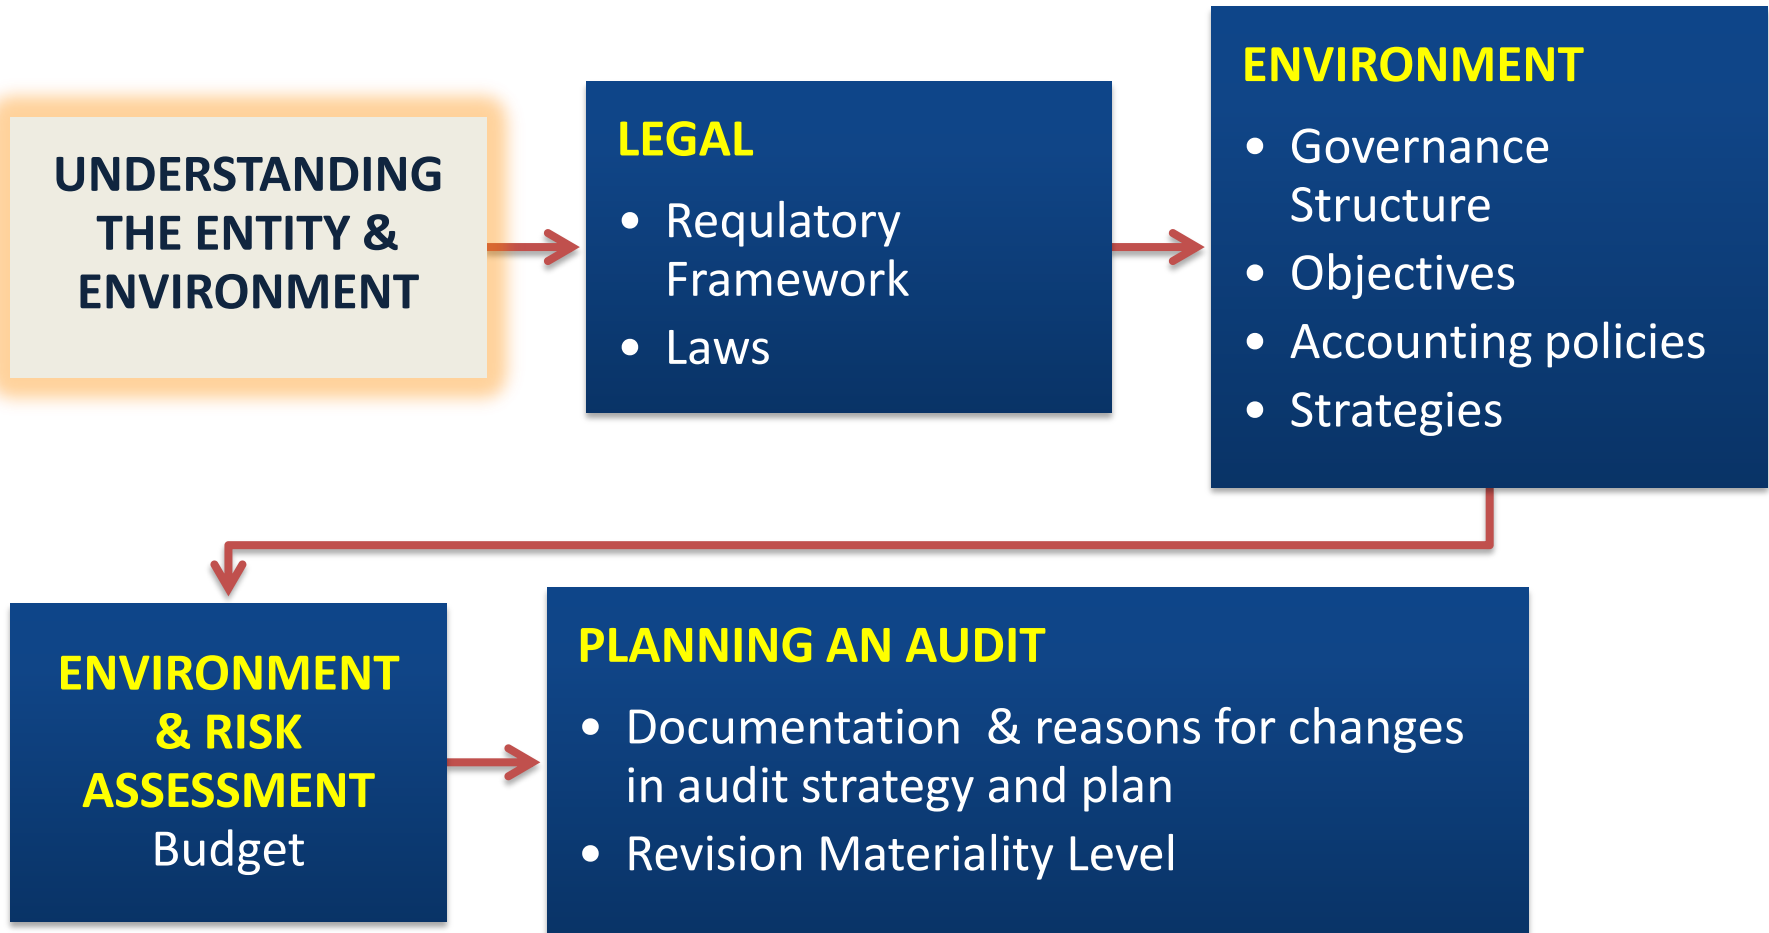 UNDERSTANDING
THE ENTITY &
ENVIRONMENT
LEGAL
• Requlatory
Framework
• Laws
ENVIRONMENT
• Governance
Structure
• Objectives
• Accounting policies
• Strategies
ENVIRONMENT
& RISK
ASSESSMENT
Budget
PLANNING AN AUDIT
• Documentation & reasons for changes
in audit strategy and plan
• Revision Materiality Level